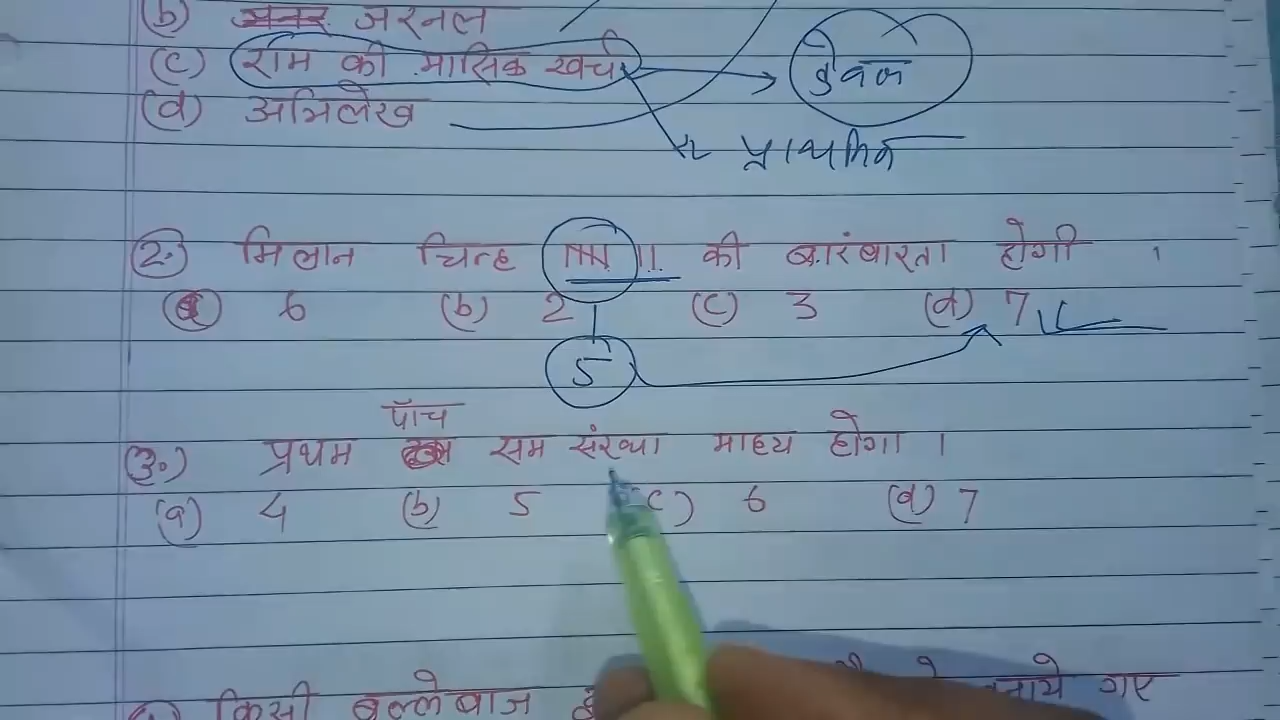 (b) जरनल
(c) राम की मासिक खर्च
(d) अभिलेख
प्राथमिक
2. मिलान चिन्ह की बारंबारता होगी ।
6 (b) 2 (c) 3 (d) 7
5
पाँच
3.) प्रथम सम संख्या माध्य होगा ।
(a) 4 (b) 5 c) 6 (d) 7
किसी बल्लेबाज गए